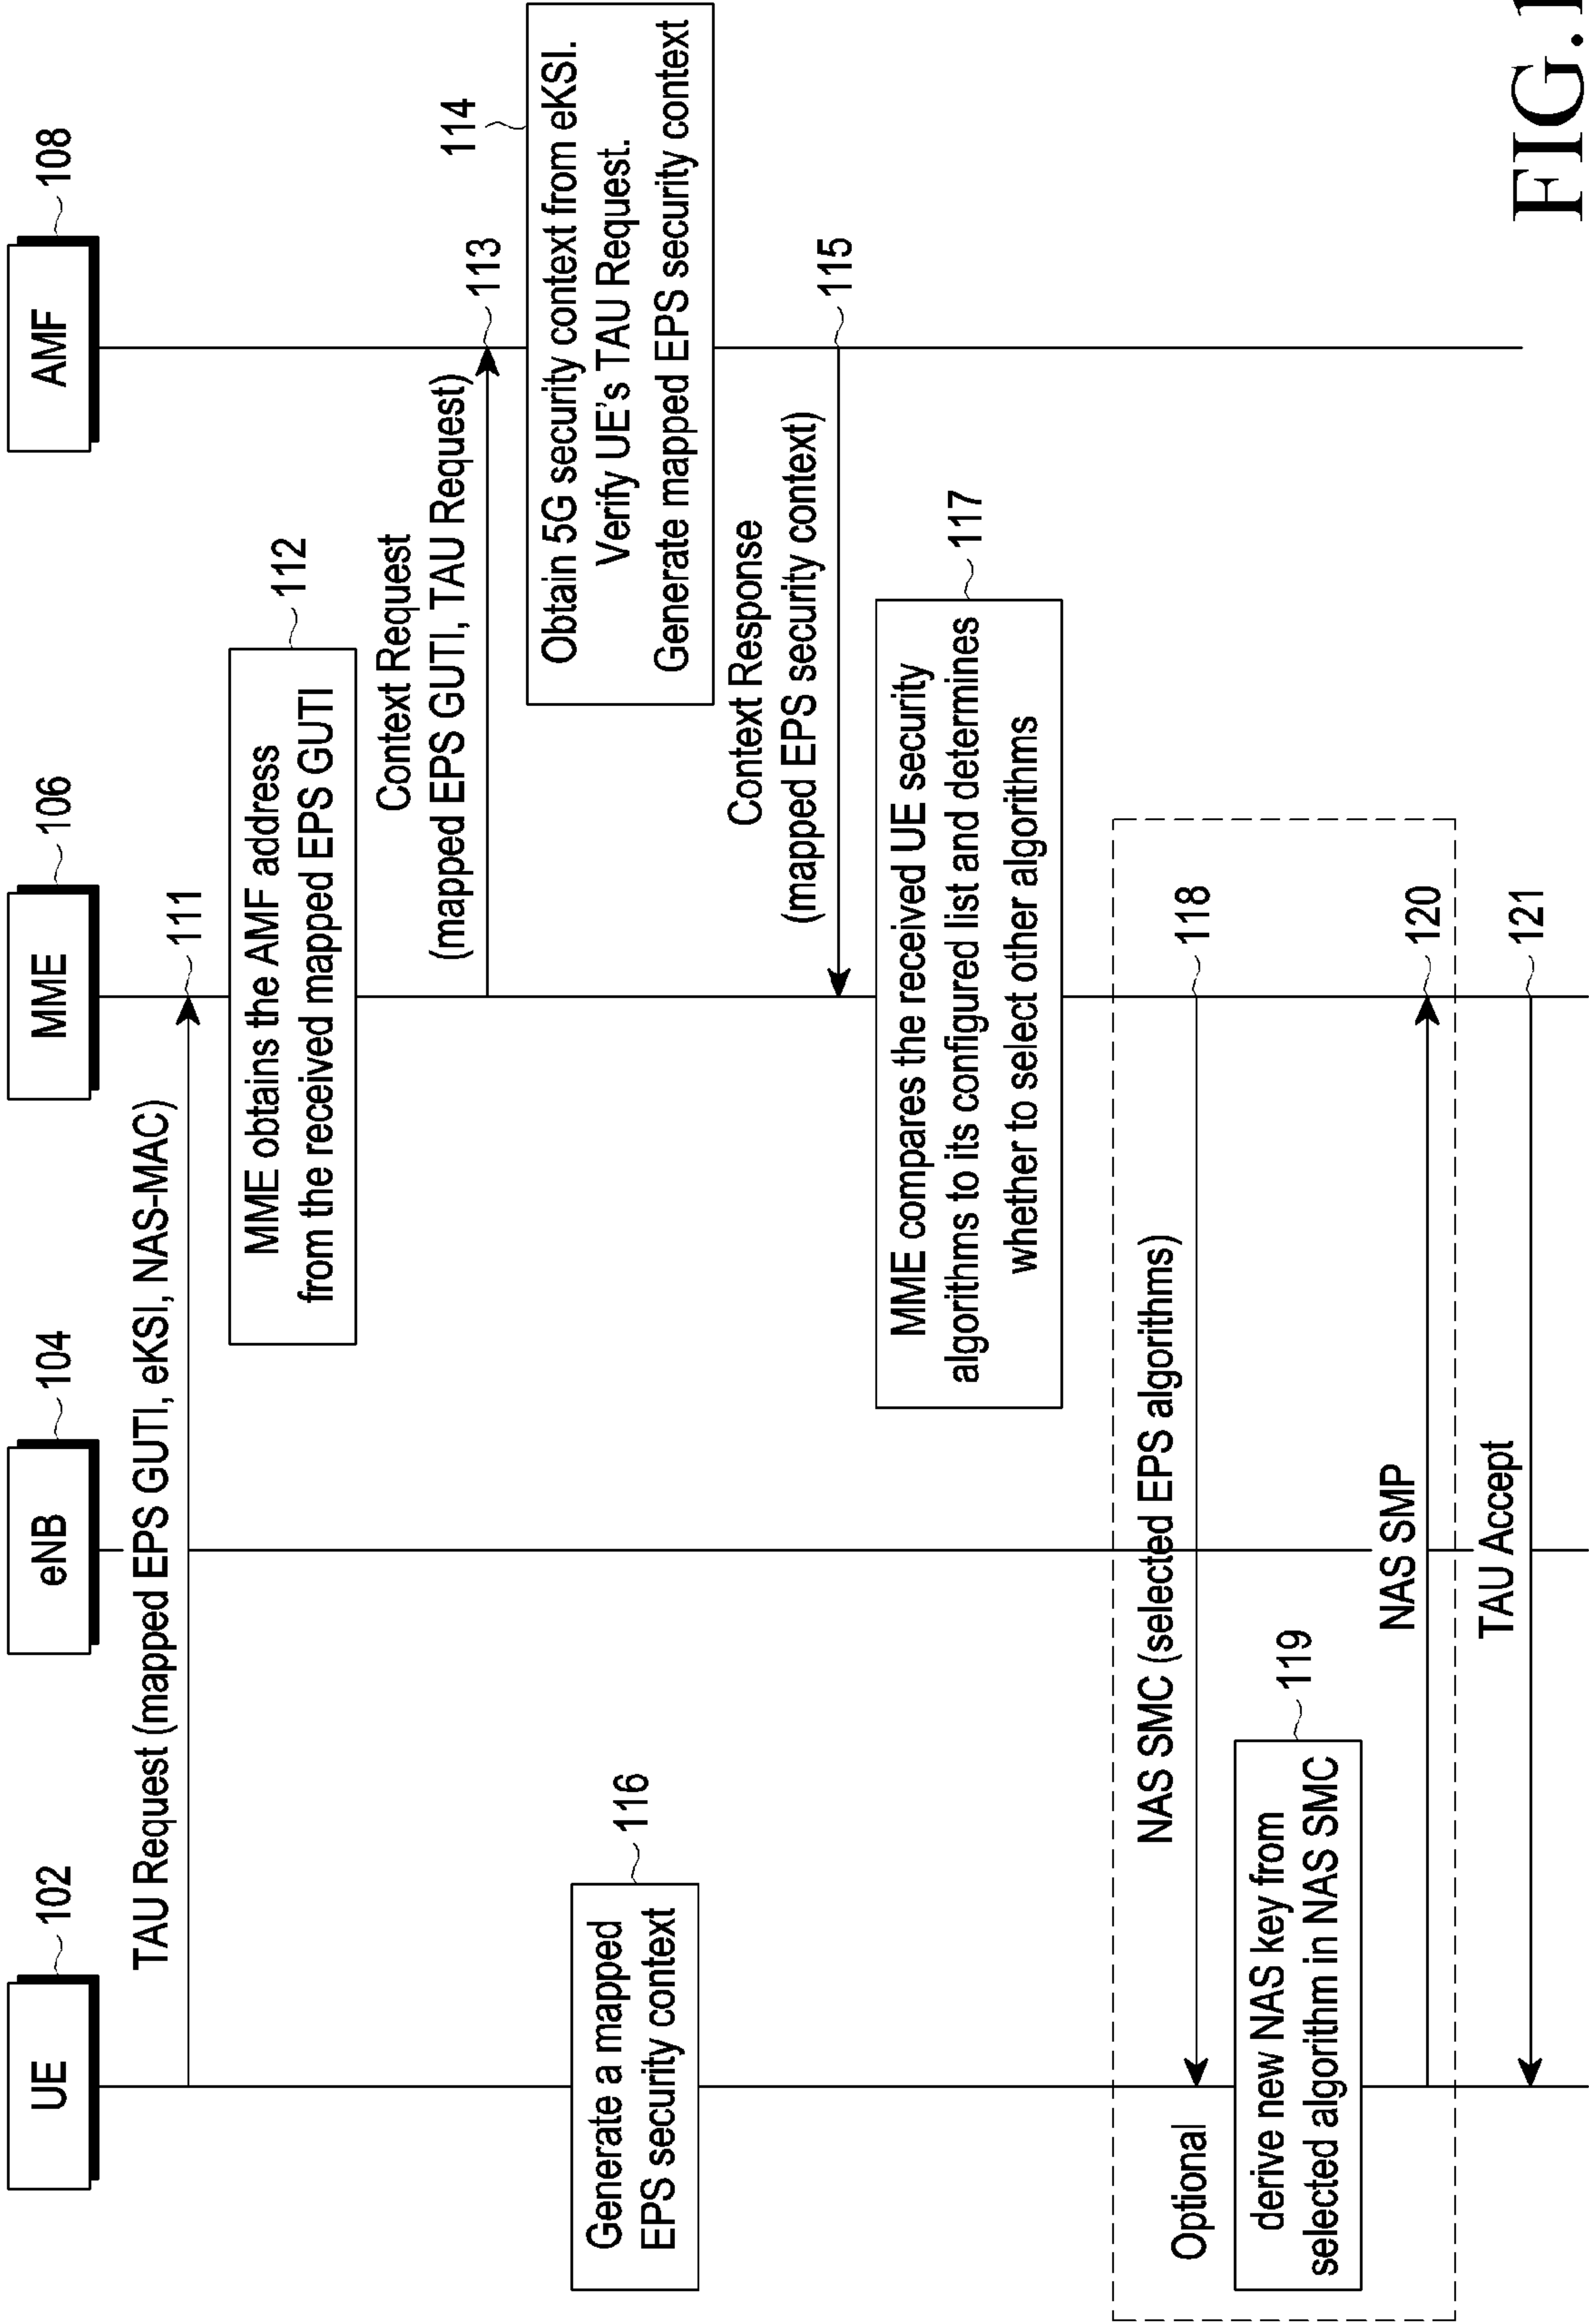 UE
102
eNB
104
MME
106
AMF
108
TAU Request (mapped EPS GUTI, eKSI, NAS-MAC)
111
MME obtains the AMF address
from the received mapped EPS GUTI
112
Context Request
(mapped EPS GUTI, TAU Request)
113
Obtain 5G security context from eKSI.
Verify UE's TAU Request.
Generate mapped EPS security context
114
Context Response
(mapped EPS security context)
115
Generate a mapped
EPS security context
116
MME compares the received UE security
algorithms to its configured list and determines
whether to select other algorithms
117
Optional
NAS SMC (selected EPS algorithms)
118
derive new NAS key from
selected algorithm in NAS SMC
119
NAS SMP
120
TAU Accept
121
FIG.1